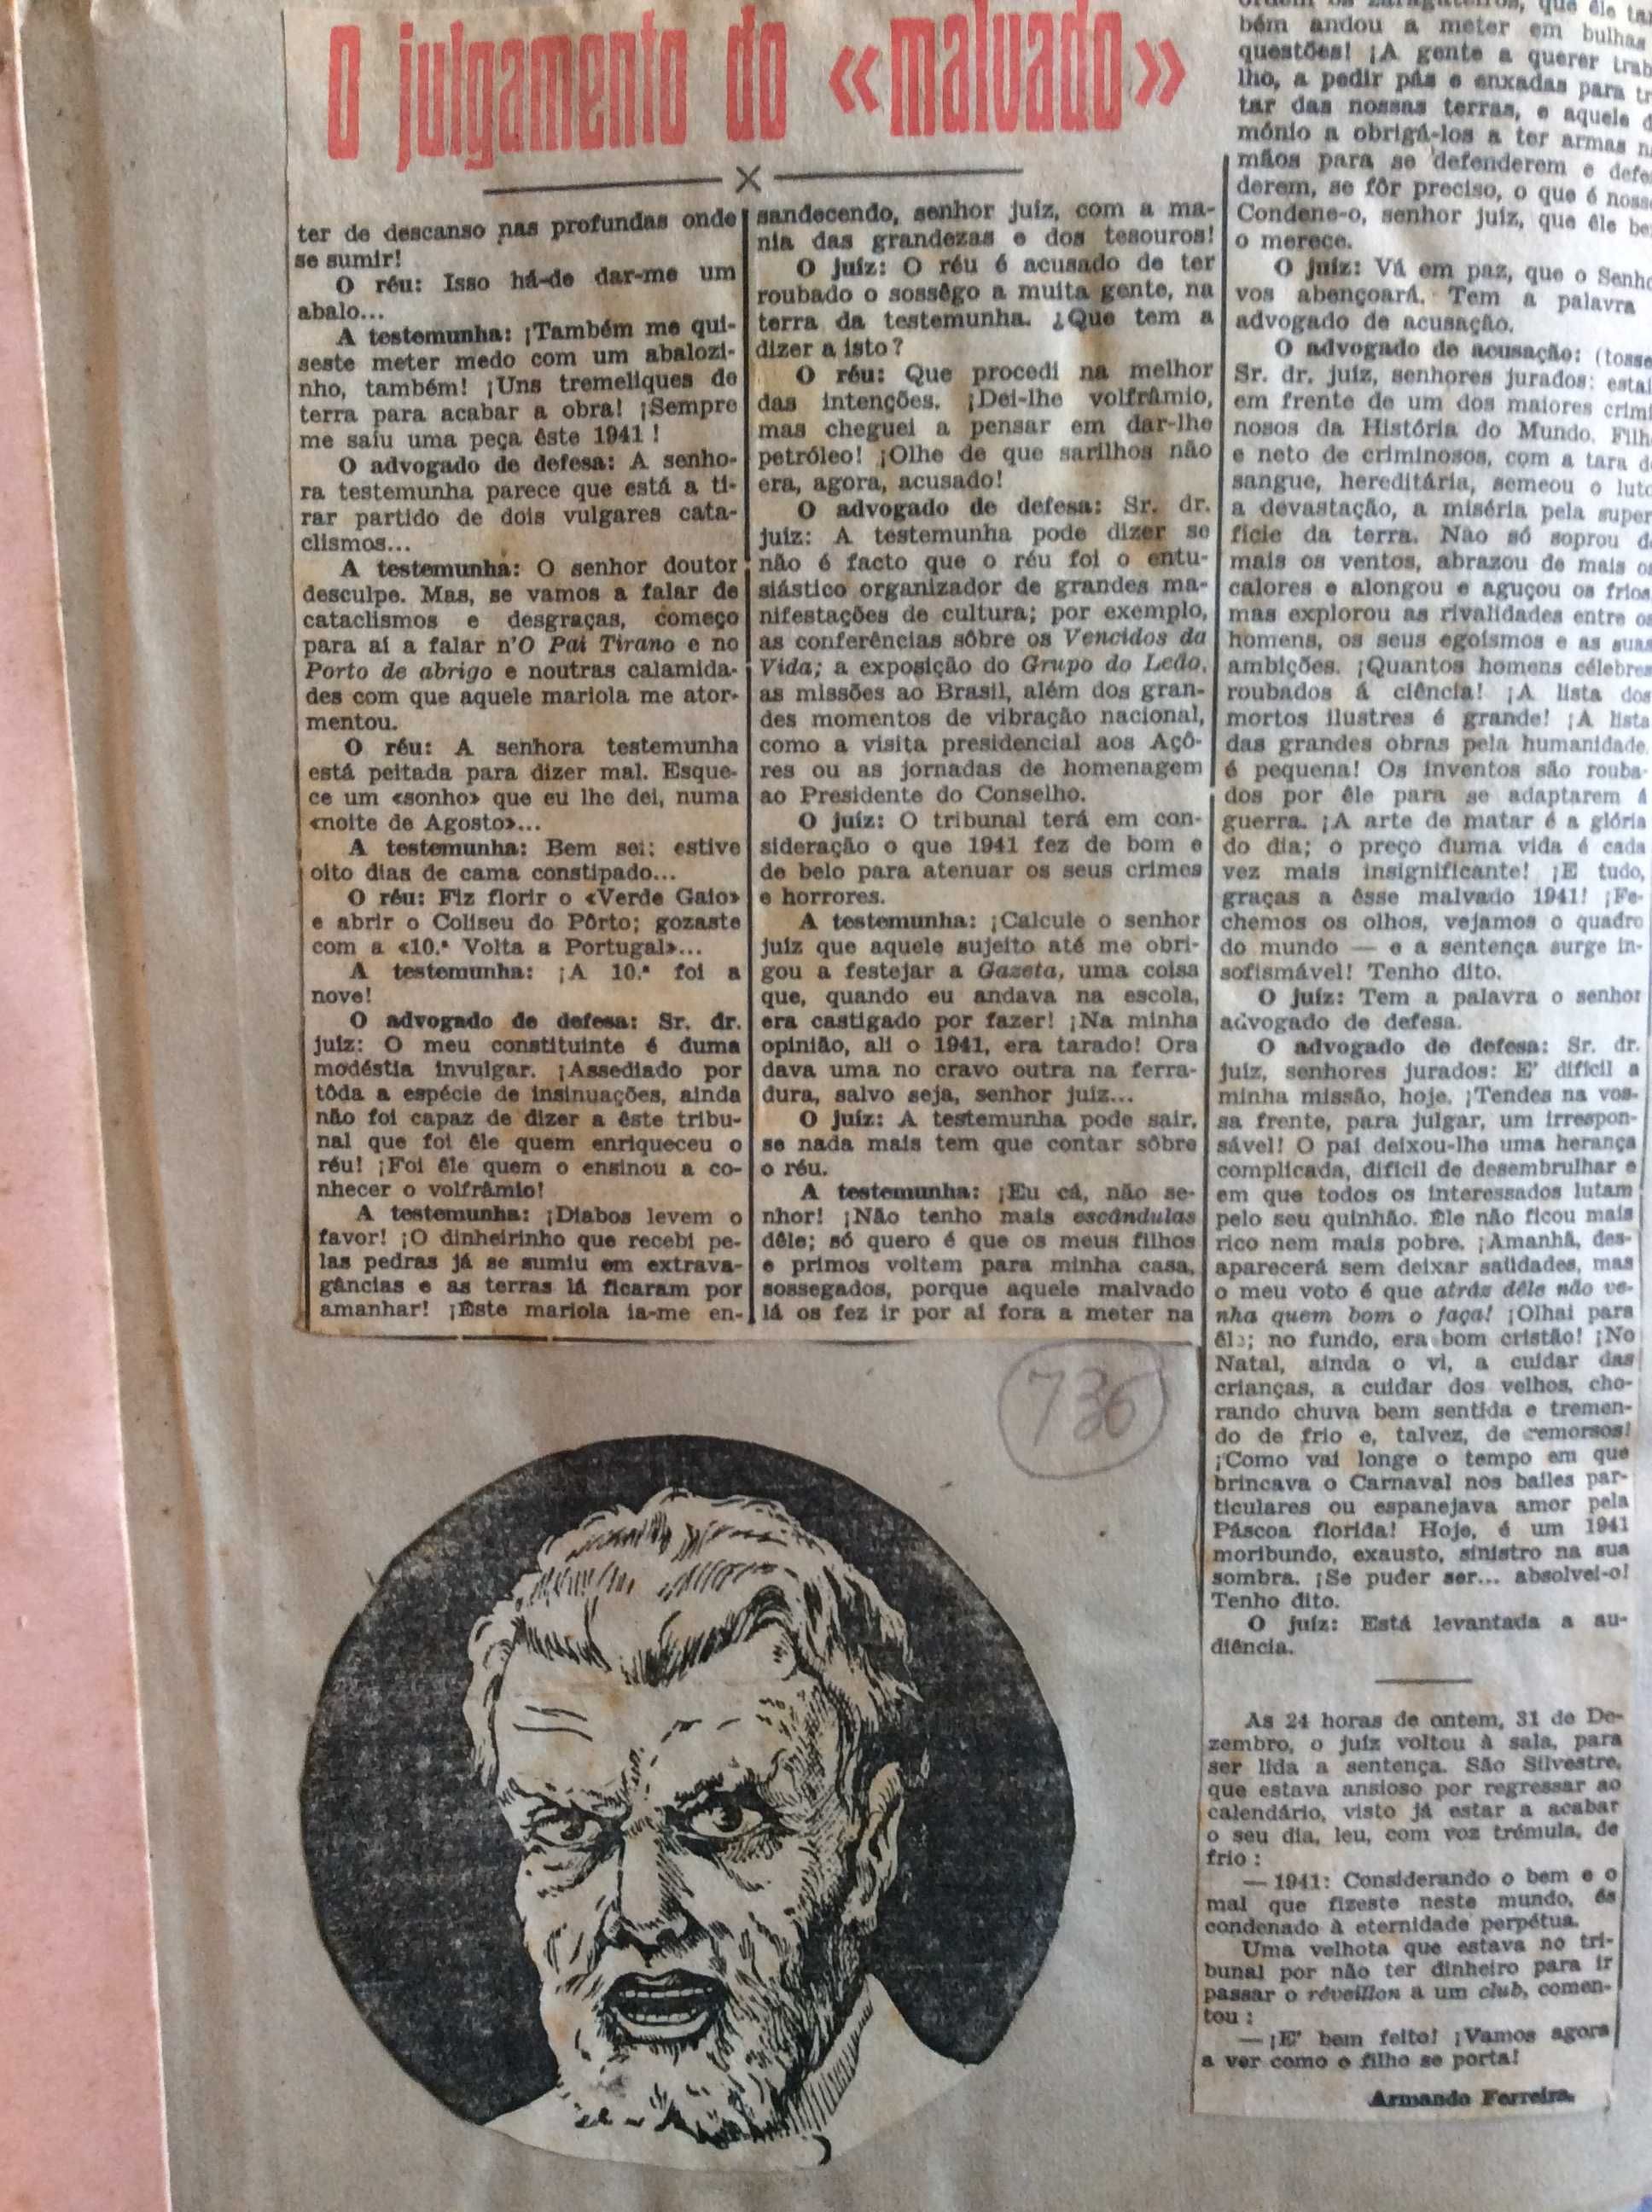 O julgamento do «malvado»
ter de descanso nas profundas onde
se sumir!
O réu: Isso há-de dar-me um
abalo...
A testemunha: ¡Também me qui-
seste meter medo com um abalozi-
nho, também! ¡Uns tremeliques de
terra para acabar a obra! ¡Sempre
me saíu uma peça êste 1941!
O advogado de defesa: A senho-
ra testemunha parece que está a ti-
rar partido de dois vulgares cata-
clismos...
A testemunha: O senhor doutor
desculpe. Mas, se vamos a falar de
cataclismos e desgraças, começo
para aí a falar n'O Pai Tirano e no
Porto de abrigo e noutras calamida-
des com que aquele mariola me ator-
mentou.
O réu: A senhora testemunha
está peitada para dizer mal. Esque-
ce um «sonho» que eu lhe dei, numa
«noite de Agosto»...
A testemunha: Bem sei; estive
oito dias de cama constipado...
O réu: Fiz florir o «Verde Gaio»
e abrir o Coliseu do Pôrto; gozaste
com a «10.ª Volta a Portugal»...
A testemunha: ¡A 10.ª foi a
nove!
O advogado de defesa: Sr. dr.
juiz: O meu constituinte é duma
modéstia invulgar. ¡Assediado por
tôda a espécie de insinuações, ainda
não foi capaz de dizer a êste tribu-
nal que foi êle quem enriqueceu o
réu! ¡Foi êle quem o ensinou a co-
nhecer o volfrâmio!
A testemunha: ¡Diabos levem o
favor! ¡O dinheirinho que recebi pe-
las pedras já se sumiu em extrava-
gâncias e as terras lá ficaram por
amanhar! ¡Êste mariola ia-me en-
sandecendo, senhor juíz, com a ma-
nia das grandezas e dos tesouros!
O juíz: O réu é acusado de ter
roubado o sossêgo a muita gente, na
terra da testemunha. ¿Que tem a
dizer a isto?
O réu: Que procedi na melhor
das intenções. ¡Dei-lhe volfrâmio,
mas cheguei a pensar em dar-lhe
petróleo! ¡Olhe de que sarilhos não
era, agora, acusado!
O advogado de defesa: Sr. dr.
juiz: A testemunha pode dizer se
não é facto que o réu foi o entu-
siástico organizador de grandes ma-
nifestações de cultura; por exemplo,
as conferências sôbre os Vencidos da
Vida; a exposição do Grupo do Leão,
as missões ao Brasil, além dos gran-
des momentos de vibração nacional,
como a visita presidencial aos Açô-
res ou as jornadas de homenagem
ao Presidente do Conselho.
O juíz: O tribunal terá em con-
sideração o que 1941 fez de bom e
de belo para atenuar os seus crimes
e horrores.
A testemunha: ¡Calcule o senhor
juíz que aquele sujeito até me obri-
gou a festejar a Gazeta, uma coisa
que, quando eu andava na escola,
era castigado por fazer! ¡Na minha
opinião, ali o 1941, era tarado! Ora
dava uma no cravo outra na ferra-
dura, salvo seja, senhor juíz...
O juíz: A testemunha pode sair,
se nada mais tem que contar sôbre
o réu.
A testemunha: ¡Eu cá, não se-
nhor! ¡Não tenho mais escândulas
dêle; só quero é que os meus filhos
e primos voltem para minha casa,
sossegados, porque aquele malvado
lá os fez ir por aí fora a meter na
que êle
bém andou a meter em bulhas
questões! ¡A gente a querer trab
lho, a pedir pás e enxadas para tr
tar das nossas terras, e aquele d
mónio a obrigá-los a ter armas n
mãos para se defenderem e defe
derem, se fôr preciso, o que é nosso
Condene-o, senhor juíz, que êle be
o merece.
O juíz: Vá em paz, que o Senho
vos abençoará. Tem a palavra
advogado de acusação.
O advogado de acusação: (tosse
Sr. dr. juíz, senhores jurados: esta
em frente de um dos maiores crimi
nosos da História do Mundo. Filh
e neto de criminosos, com a tara d
sangue, hereditária, semeou o luto
a devastação, a miséria pela super
fície da terra. Não só soprou d
mais os ventos, abrazou de mais os
calores e alongou e aguçou os frios
mas explorou as rivalidades entre os
homens, os seus egoísmos e as suas
ambições. ¡Quantos homens célebres
roubados á ciência! ¡A lista dos
mortos ilustres é grande! ¡A lista
das grandes obras pela humanidade
é pequena! Os inventos são rouba-
dos por êle para se adaptarem á
guerra. ¡A arte de matar é a glória
do dia; o preço duma vida é cada
vez mais insignificante! ¡E tudo,
graças a êsse malvado 1941! ¡Fe-
chemos os olhos, vejamos o quadro
do mundo — e a sentença surge in-
sofismável! Tenho dito.
O juíz: Tem a palavra o senhor
advogado de defesa.
O advogado de defesa: Sr. dr.
juiz, senhores jurados: E' difícil a
minha missão, hoje. ¡Tendes na vos-
sa frente, para julgar, um irrespon-
sável! O pai deixou-lhe uma herança
complicada, difícil de desembrulhar e
em que todos os interessados lutam
pelo seu quinhão. Êle não ficou mais
rico nem mais pobre. ¡Amanhã, des-
aparecerá sem deixar saüdades, mas
o meu voto é que atrás dêle não ve-
nha quem bom o faça! ¡Olhai para
êle; no fundo, era bom cristão! ¡No
Natal, ainda o vi, a cuidar das
crianças, a cuidar dos velhos, cho-
rando chuva bem sentida e tremen-
do de frio e, talvez, de remorsos!
¡Como vai longe o tempo em que
brincava o Carnaval nos bailes par-
ticulares ou espanejava amor pela
Páscoa florida! Hoje, é um 1941
moribundo, exausto, sinistro na sua
sombra. ¡Se puder ser... absolvei-o!
Tenho dito.
O juíz: Está levantada a au-
diência.
As 24 horas de ontem, 31 de De-
zembro, o juíz voltou à sala, para
ser lida a sentença. São Silvestre,
que estava ansioso por regressar ao
calendário, visto já estar a acabar
o seu dia, leu, com voz trémula, de
frio:
— 1941: Considerando o bem e o
mal que fizeste neste mundo, és
condenado à eternidade perpétua.
Uma velhota que estava no tri-
bunal por não ter dinheiro para ir
passar o réveillon a um club, comen-
tou:
— ¡E' bem feito! ¡Vamos agora
a ver como o filho se porta!
Armando Ferreira.
736